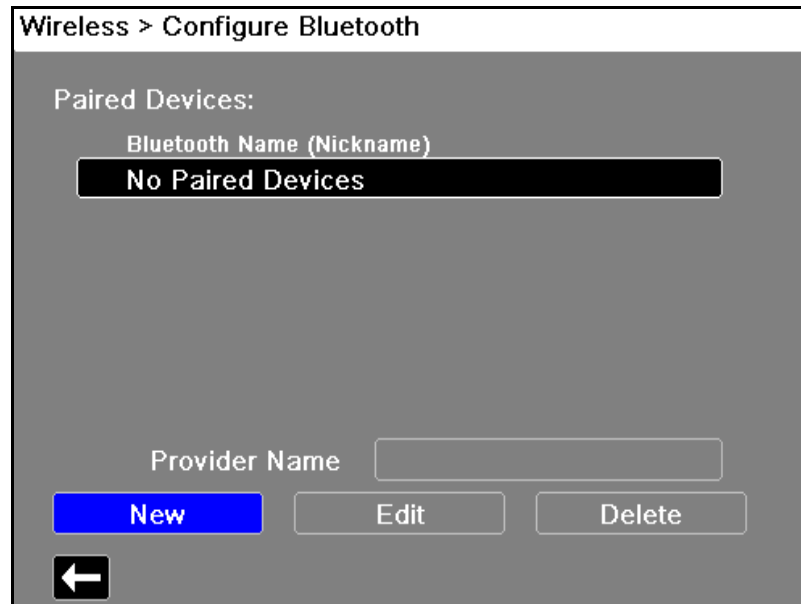 Wireless > Configure Bluetooth
Paired Devices:
Bluetooth Name (Nickname)
No Paired Devices
Provider Name
New Edit Delete